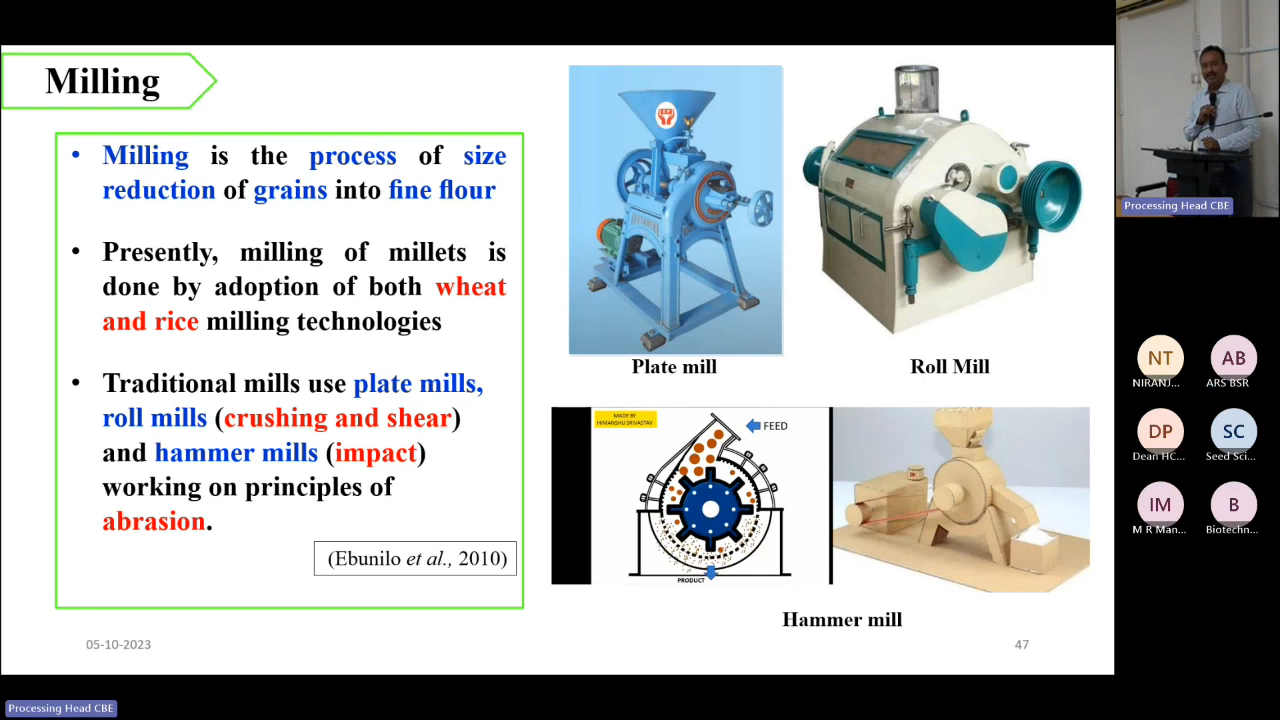 Milling
• Milling is the process of size
reduction of grains into fine flour
• Presently, milling of millets is
done by adoption of both wheat
and rice milling technologies
• Traditional mills use plate mills,
roll mills (crushing and shear)
and hammer mills (impact)
working on principles of
abrasion.
(Ebunilo et al., 2010)
Plate mill
Roll Mill
MADE BY
HIMANSHU SRIVASTAV
FEED
PRODUCT
Hammer mill
05-10-2023
47
Processing Head CBE
NT
NIRANJ...
AB
ARS BSR
DP
Dean HC...
SC
Seed Sci...
IM
M R Man...
B
Biotechn...
Processing Head CBE